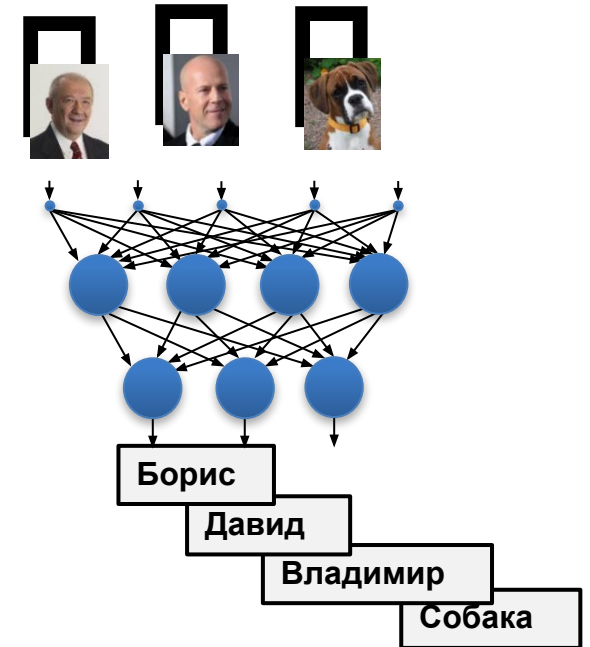 Борис
Давид
Владимир
Собака